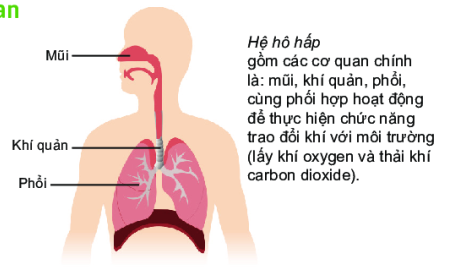 an
Mũi
Khí quản
Phổi
Hệ hô hấp
gồm các cơ quan chính
là: mũi, khí quản, phổi,
cùng phối hợp hoạt động
để thực hiện chức năng
trao đổi khí với môi trường
(lấy khí oxygen và thải khí
carbon dioxide).